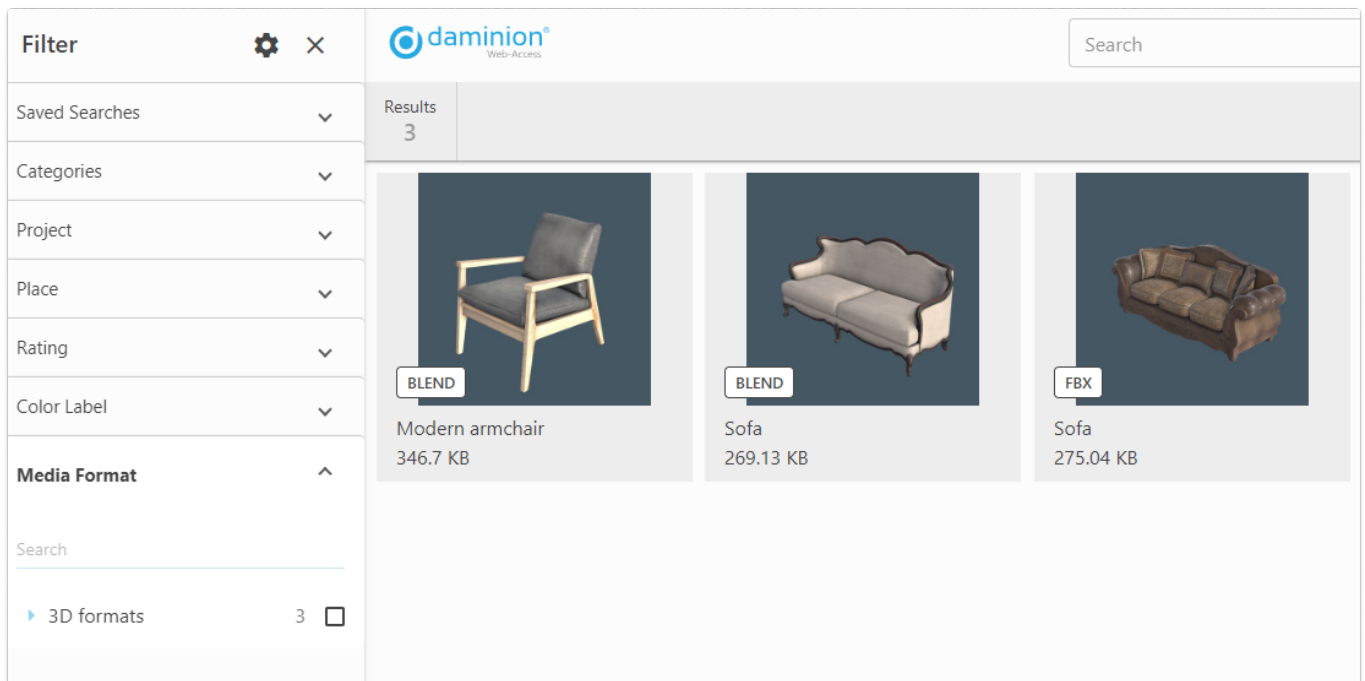 Filter
Saved Searches
Categories
Project
Place
Rating
Color Label
Media Format
Search
3D formats 3
daminion®
Web-Access
Search
Results
3
BLEND
Modern armchair
346.7 KB
BLEND
Sofa
269.13 KB
FBX
Sofa
275.04 KB